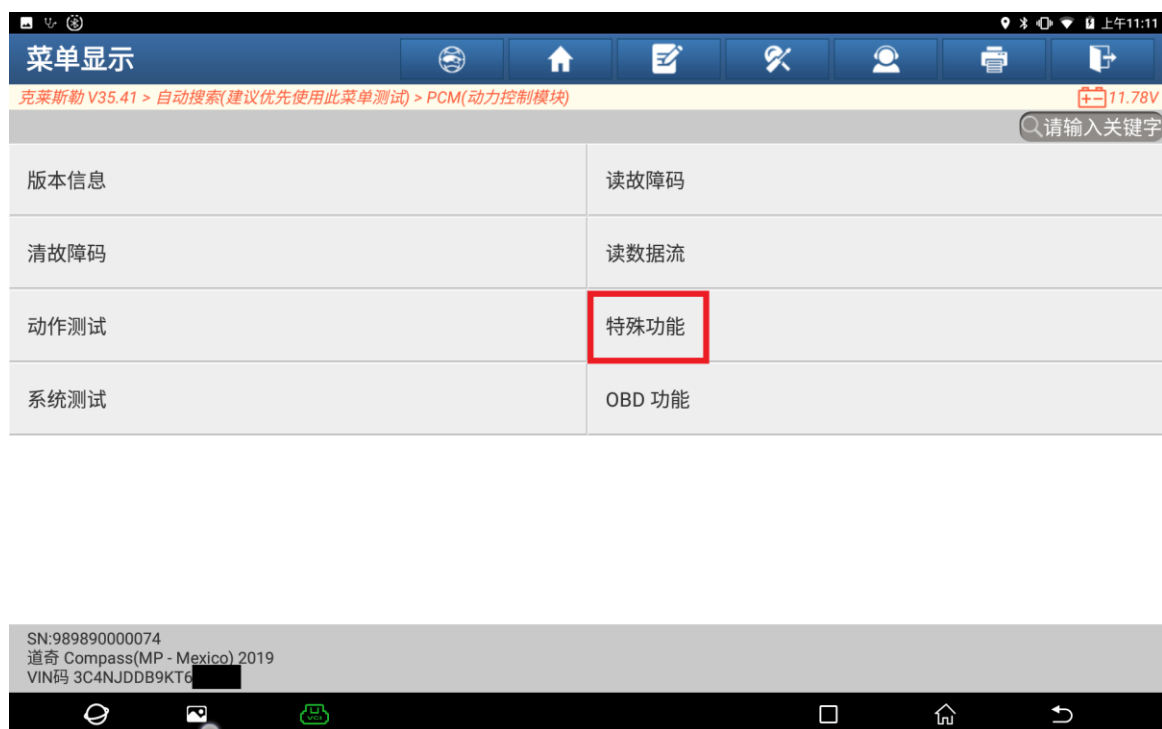 上午11:11
菜单显示
克莱斯勒 V35.41 > 自动搜索(建议优先使用此菜单测试) > PCM(动力控制模块)
11.78V
请输入关键字
版本信息
读故障码
清故障码
读数据流
动作测试
特殊功能
系统测试
OBD 功能
SN:989890000074
道奇 Compass(MP - Mexico) 2019
VIN码 3C4NJDDB9KT6
VCI